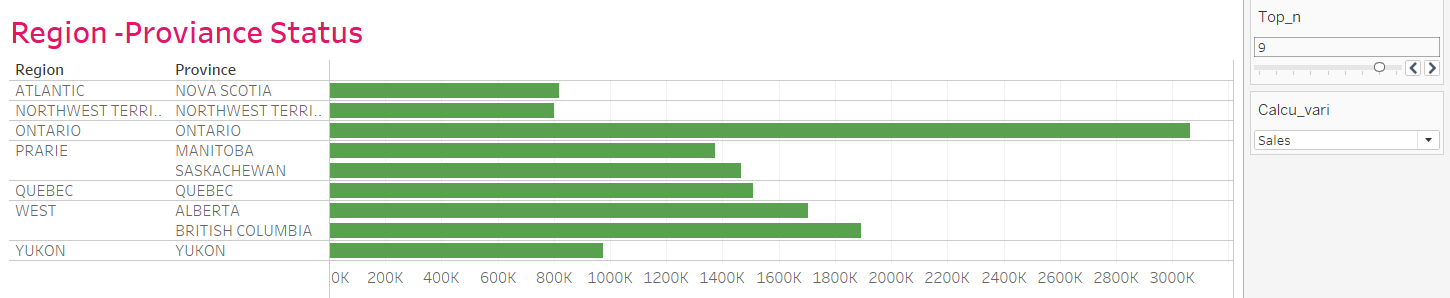 Region -Proviance Status
Top_n
9
Region Province
ATLANTIC NOVA SCOTIA
NORTHWEST TERRI.. NORTHWEST TERRI..
ONTARIO ONTARIO
PRARIE MANITOBA
SASKACHEWAN
QUEBEC QUEBEC
WEST ALBERTA
BRITISH COLUMBIA
YUKON YUKON
0K 200K 400K 600K 800K 1000K 1200K 1400K 1600K 1800K 2000K 2200K 2400K 2600K 2800K 3000K
Calcu_vari
Sales